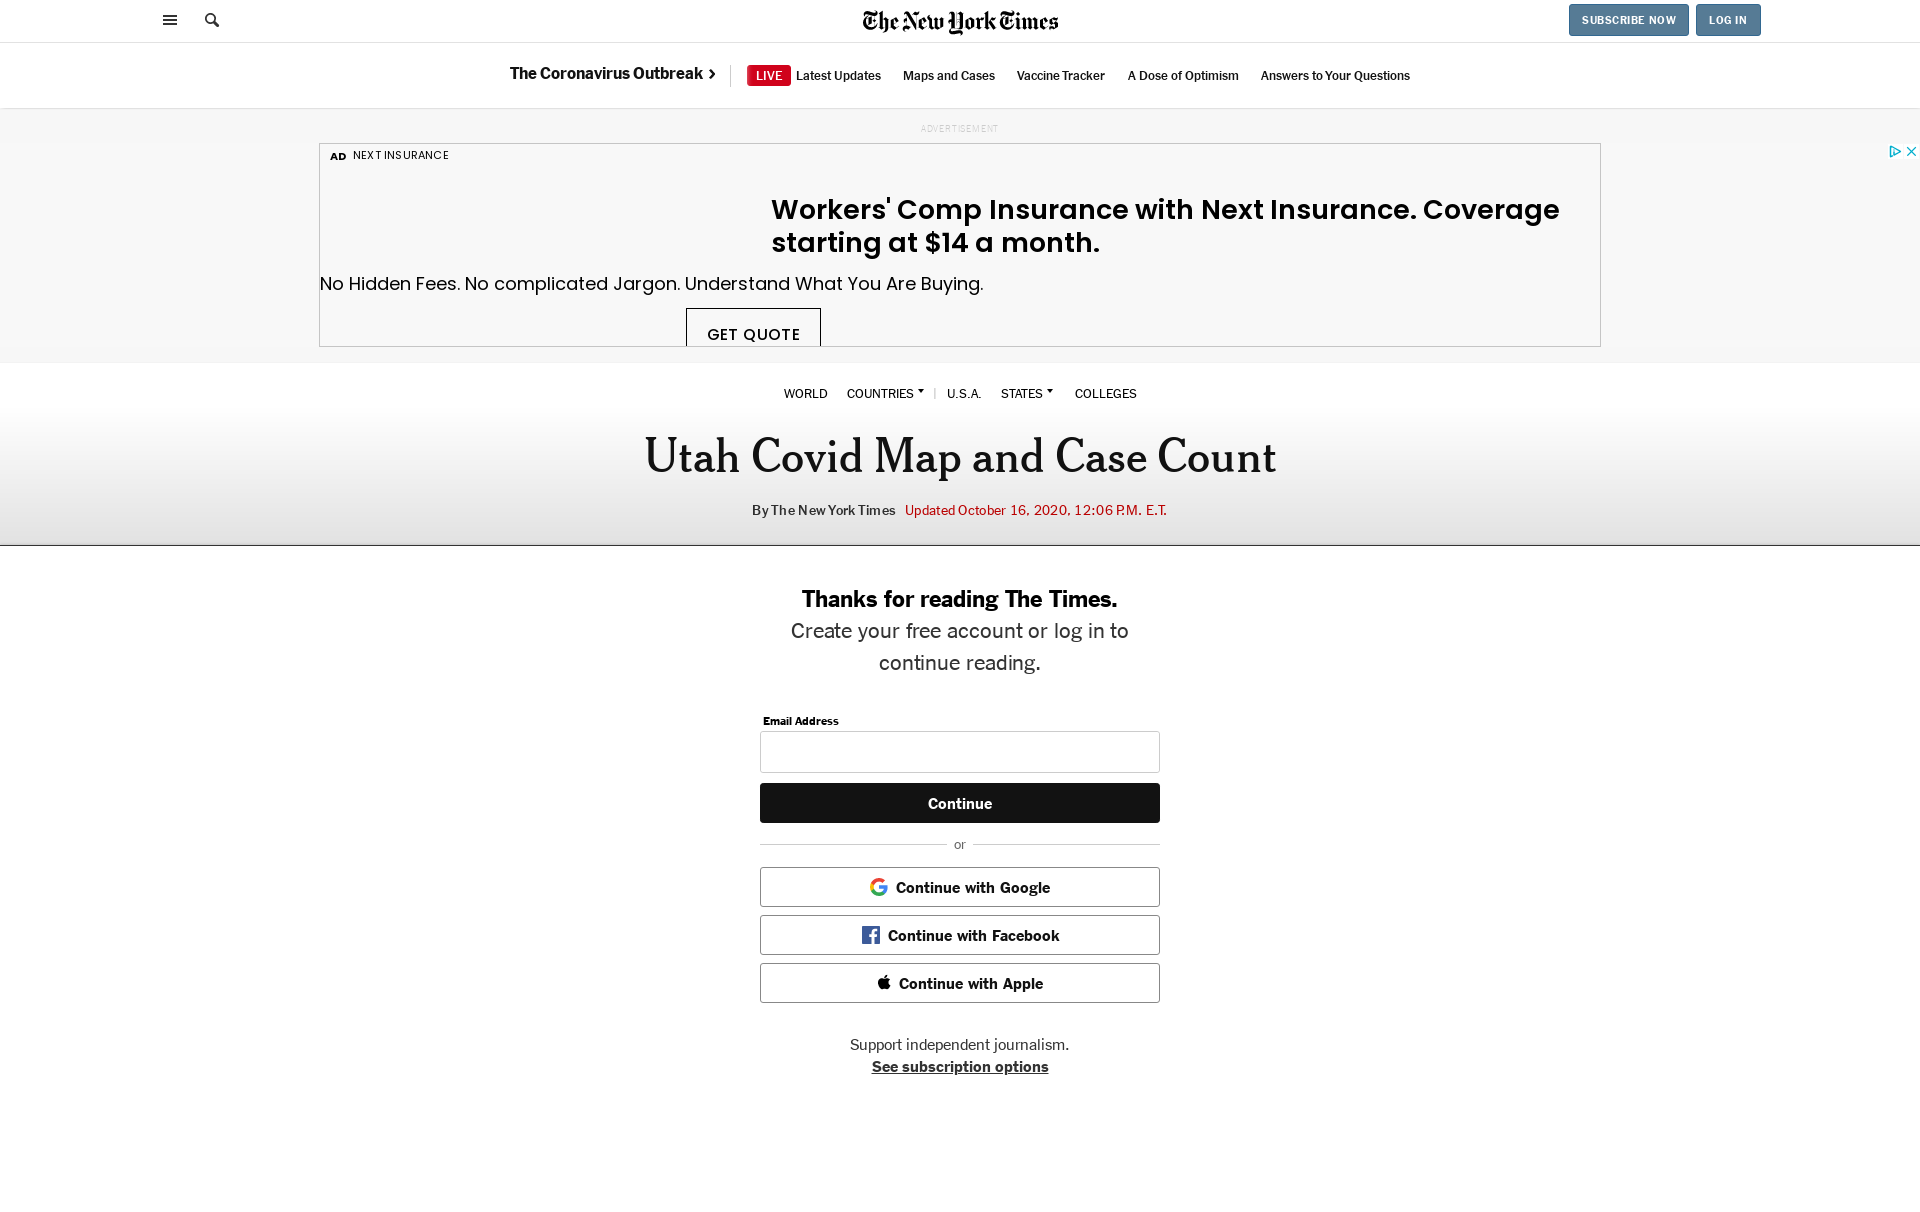 The New York Times
SUBSCRIBE NOW
LOG IN
The Coronavirus Outbreak
LIVE Latest Updates
Maps and Cases
Vaccine Tracker
A Dose of Optimism
Answers to Your Questions
ADVERTISEMENT
AD NEXT INSURANCE
Workers' Comp Insurance with Next Insurance. Coverage
starting at $14 a month.
No Hidden Fees. No complicated Jargon. Understand What You Are Buying.
GET QUOTE
WORLD COUNTRIES | U.S.A. STATES COLLEGES
Utah Covid Map and Case Count
By The New York Times Updated October 16, 2020, 12:06 P.M. E.T.
Thanks for reading The Times.
Create your free account or log in to
continue reading.
Email Address
Continue
or
Continue with Google
Continue with Facebook
Continue with Apple
Support independent journalism.
See subscription options